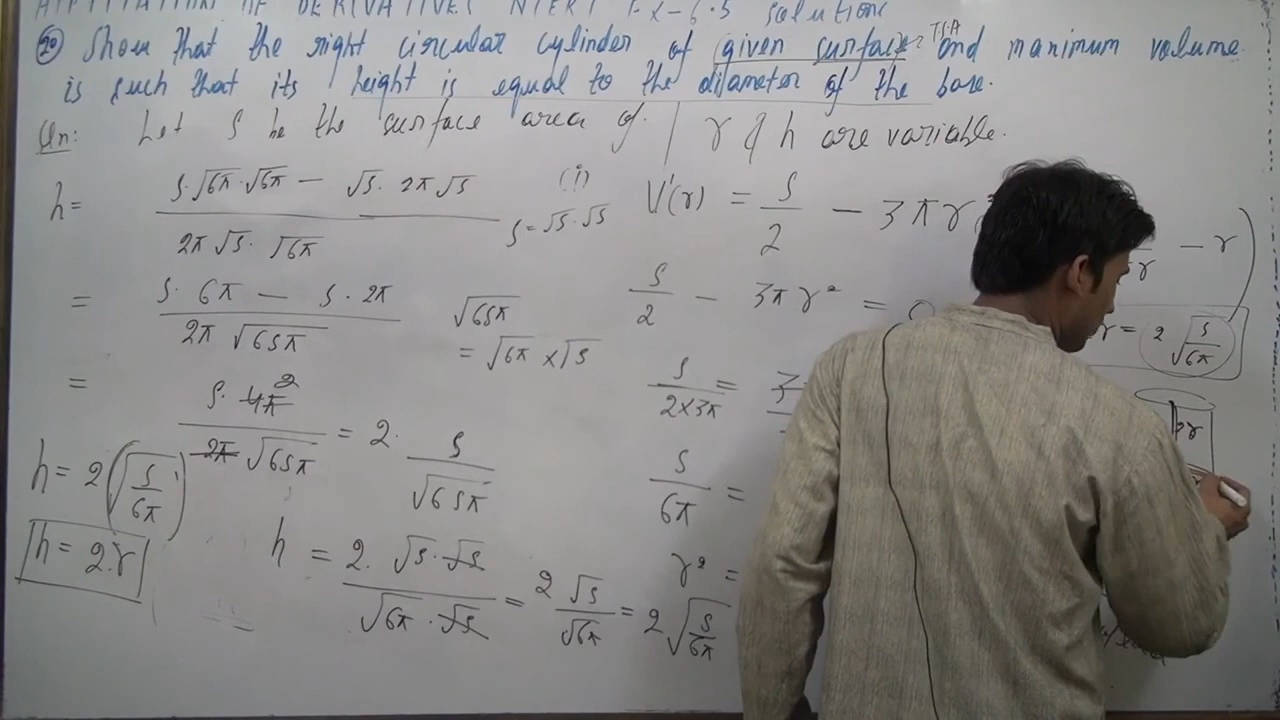 APPLICATION OF DERIVATIVES NCERT EX-6.5 solutions
20 Show that the right circular cylinder of given surface TSA and maximum volume
is such that its height is equal to the diameter of the base.
Let S be the surface area of. r & h are variable.
h = S·√6π·√6π — √S· 2π√S / 2π √S· √6π
(i)
S = √S·√S
= S· 6π — S· 2π / 2π √6Sπ
√6Sπ
= √6π × √S
= S· 4π 2 / 2π √6Sπ = 2· S / √6Sπ
h = 2 (√S/6π)
h = 2.r
h = 2. √S·√S / √6π·√S = 2 √S / √6π = 2 √S/6π
V'(r) = S/2 — 3πr
S/2 — 3πr² = 0
S / 2×3π = 3
S / 6π =
r² =
— r
r = 2 √S/6π